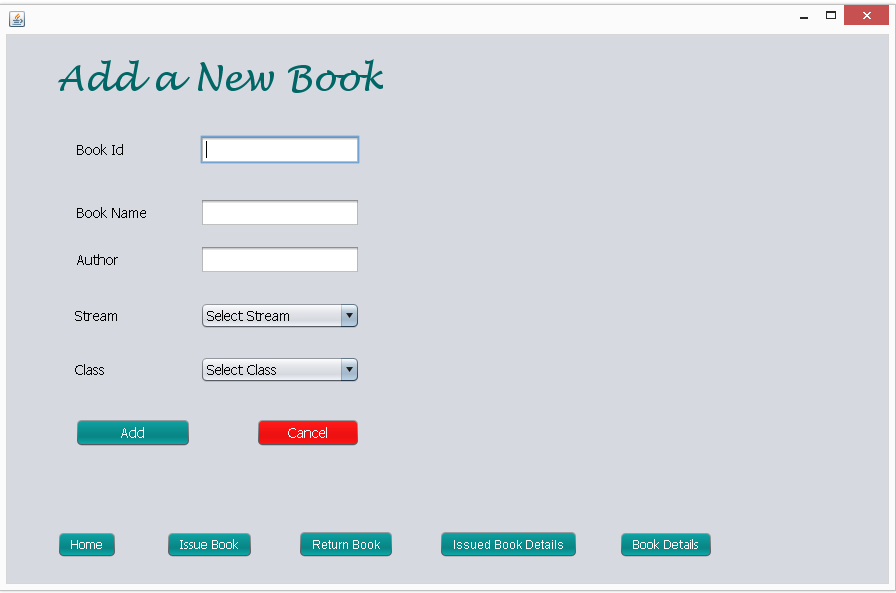 Add a New Book
Book Id
Book Name
Author
Stream Select Stream
Class Select Class
Add Cancel
Home Issue Book Return Book Issued Book Details Book Details